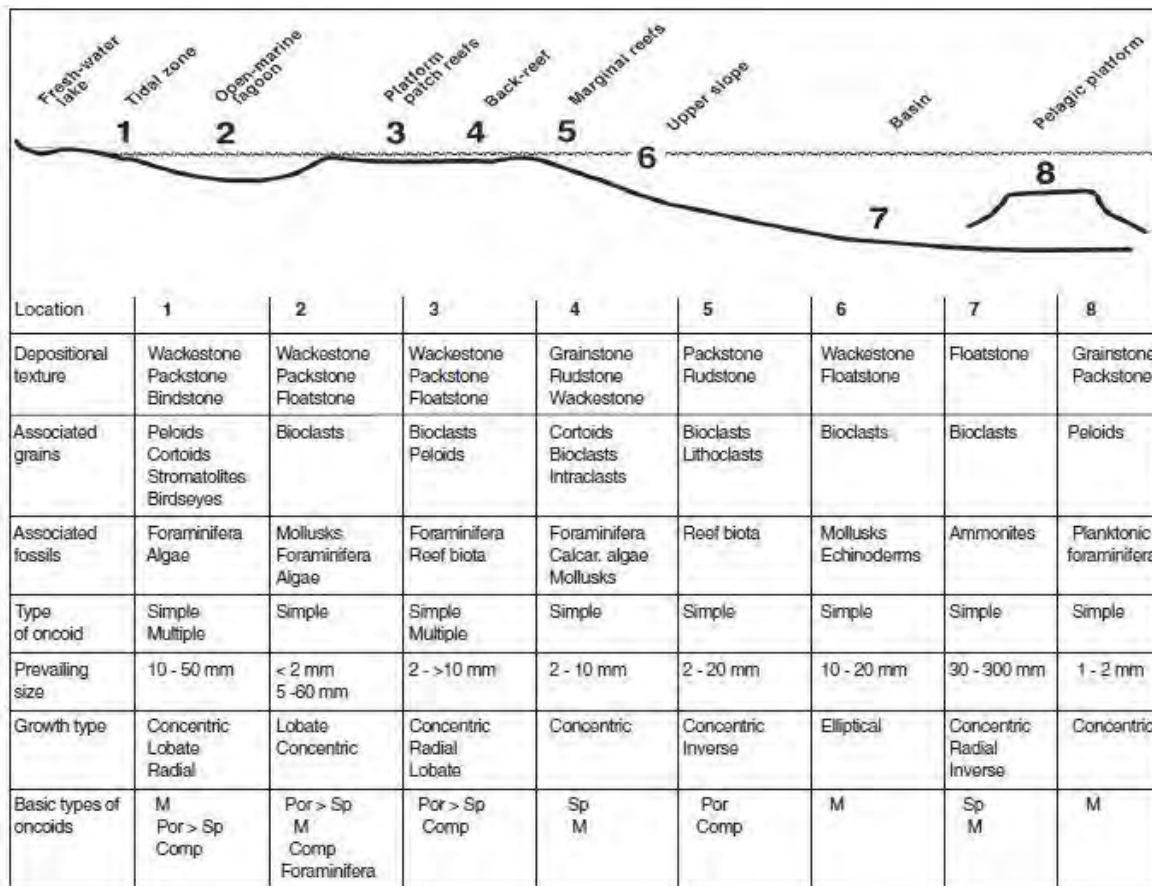 Fresh-water
lake
Tidal zone
Open-marine
lagoon
Platform
patch reefs
Back-reef
Marginal reefs
Upper slope
Basin
Pelagic platform
1
2
3
4
5
6
7
8
Location 1 2 3 4 5 6 7 8
Depositional
texture
Wackestone
Packstone
Bindstone
Wackestone
Packstone
Floatstone
Wackestone
Packstone
Floatstone
Grainstone
Rudstone
Wackestone
Packstone
Rudstone
Wackestone
Floatstone
Floatstone
Grainstone
Packstone
Associated
grains
Peloids
Cortoids
Stromatolites
Birdseyes
Bioclasts
Bioclasts
Peloids
Cortoids
Bioclasts
Intraclasts
Bioclasts
Lithoclasts
Bioclasts
Bioclasts
Peloids
Associated
fossils
Foraminifera
Algae
Mollusks
Foraminifera
Algae
Foraminifera
Reef biota
Foraminifera
Calcar. algae
Mollusks
Reef biota
Mollusks
Echinoderms
Ammonites
Planktonic
foraminifera
Type
of oncoid
Simple
Multiple
Simple
Simple
Multiple
Simple
Simple
Simple
Simple
Simple
Prevailing
size
10 - 50 mm
< 2 mm
5 -60 mm
2 - >10 mm
2 - 10 mm
2 - 20 mm
10 - 20 mm
30 - 300 mm
1 - 2 mm
Growth type
Concentric
Lobate
Radial
Lobate
Concentric
Concentric
Radial
Lobate
Concentric
Concentric
Inverse
Elliptical
Concentric
Radial
Inverse
Concentric
Basic types of
oncoids
M
Por > Sp
Comp
Por > Sp
M
Comp
Foraminifera
Por > Sp
Comp
Sp
M
Por
Comp
M
Sp
M
M